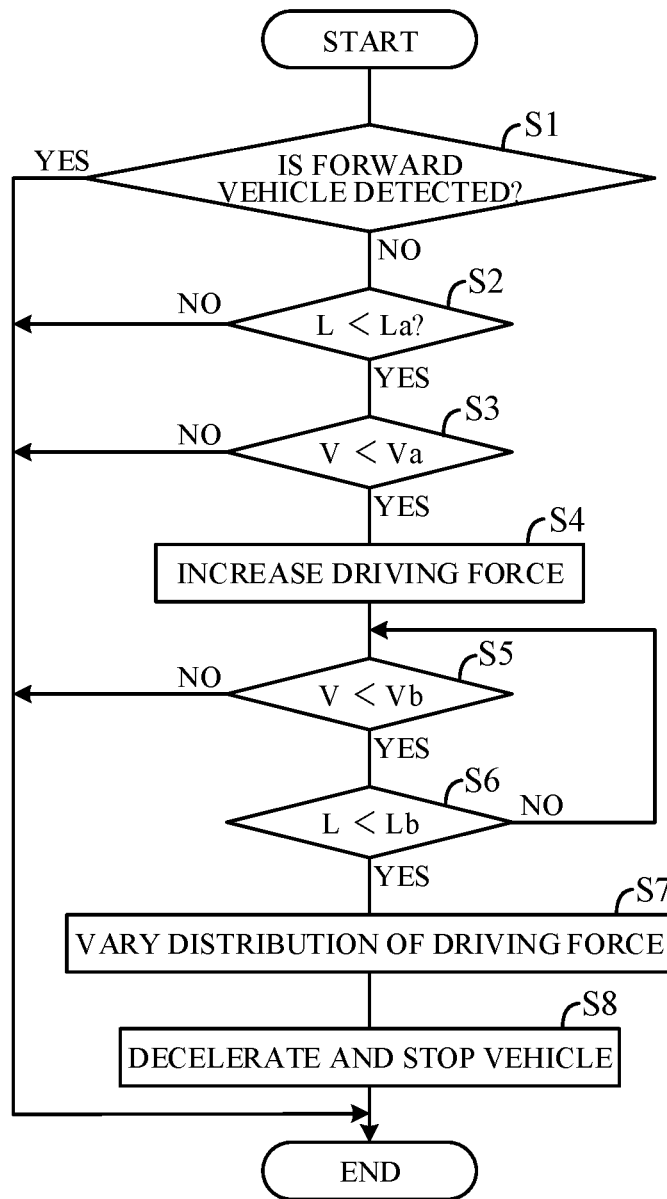 START
S1
YES
IS FORWARD
VEHICLE DETECTED?
NO
S2
NO
L < La?
YES
S3
NO
V < Va
YES
S4
INCREASE DRIVING FORCE
S5
NO
V < Vb
YES
S6
L < Lb
NO
YES
S7
VARY DISTRIBUTION OF DRIVING FORCE
S8
DECELERATE AND STOP VEHICLE
END